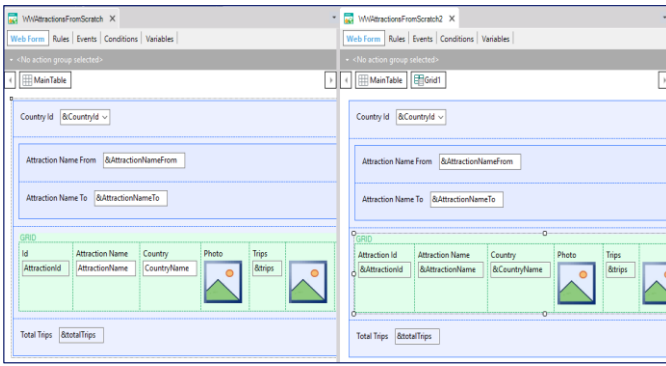 WWAttractionsFromScratch X
Web Form Rules Events Conditions Variables
<No action group selected>
MainTable
Country Id &CountryId
Attraction Name From &AttractionNameFrom
Attraction Name To &AttractionNameTo
GRID
Id Attraction Name Country Photo Trips
AttractionId AttractionName CountryName &trips
Total Trips &totalTrips
WWAttractionsFromScratch2 X
Web Form Rules Events Conditions Variables
<No action group selected>
MainTable Grid1
Country Id &CountryId
Attraction Name From &AttractionNameFrom
Attraction Name To &AttractionNameTo
GRID
Attraction Id Attraction Name Country Photo Trips
&AttractionId &AttractionName &CountryName &trips
Total Trips &totalTrips